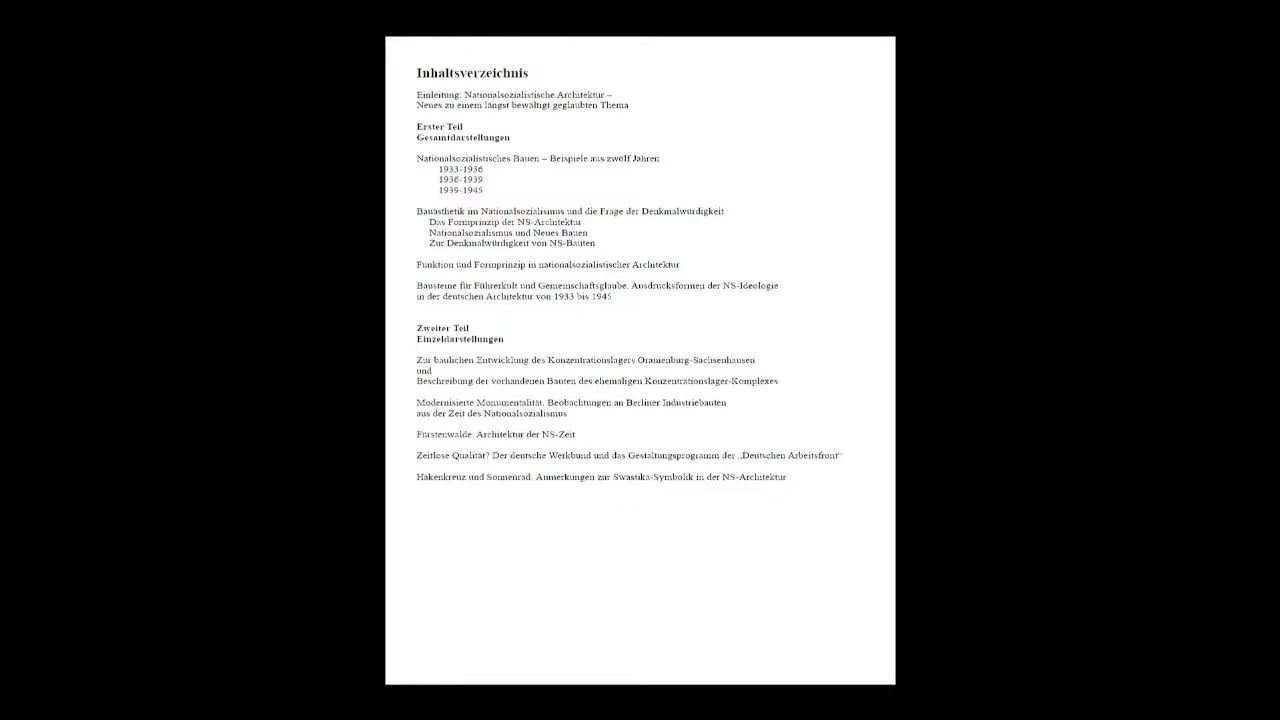 Inhaltsverzeichnis
Einleitung: Nationalsozialistische Architektur –
Neues zu einem längst bewältigt geglaubten Thema
Erster Teil
Gesamtdarstellungen
Nationalsozialistisches Bauen – Beispiele aus zwölf Jahren
1933-1936
1936-1939
1939-1945
Bauästhetik im Nationalsozialismus und die Frage der Denkmalwürdigkeit
Das Formprinzip der NS-Architektur
Nationalsozialismus und Neues Bauen
Zur Denkmalwürdigkeit von NS-Bauten
Funktion und Formprinzip in nationalsozialistischer Architektur
Bausteine für Führerkult und Gemeinschaftsglaube. Ausdrucksformen der NS-Ideologie
in der deutschen Architektur von 1933 bis 1945
Zweiter Teil
Einzeldarstellungen
Zur baulichen Entwicklung des Konzentrationslagers Oranienburg-Sachsenhausen
und
Beschreibung der vorhandenen Bauten des ehemaligen Konzentrationslager-Komplexes
Modernisierte Monumentalität. Beobachtungen an Berliner Industriebauten
aus der Zeit des Nationalsozialismus
Fürstenwalde. Architektur der NS-Zeit
Zeitlose Qualität? Der deutsche Werkbund und das Gestaltungsprogramm der „Deutschen Arbeitsfront“
Hakenkreuz und Sonnenrad. Anmerkungen zur Swastika-Symbolik in der NS-Architektur